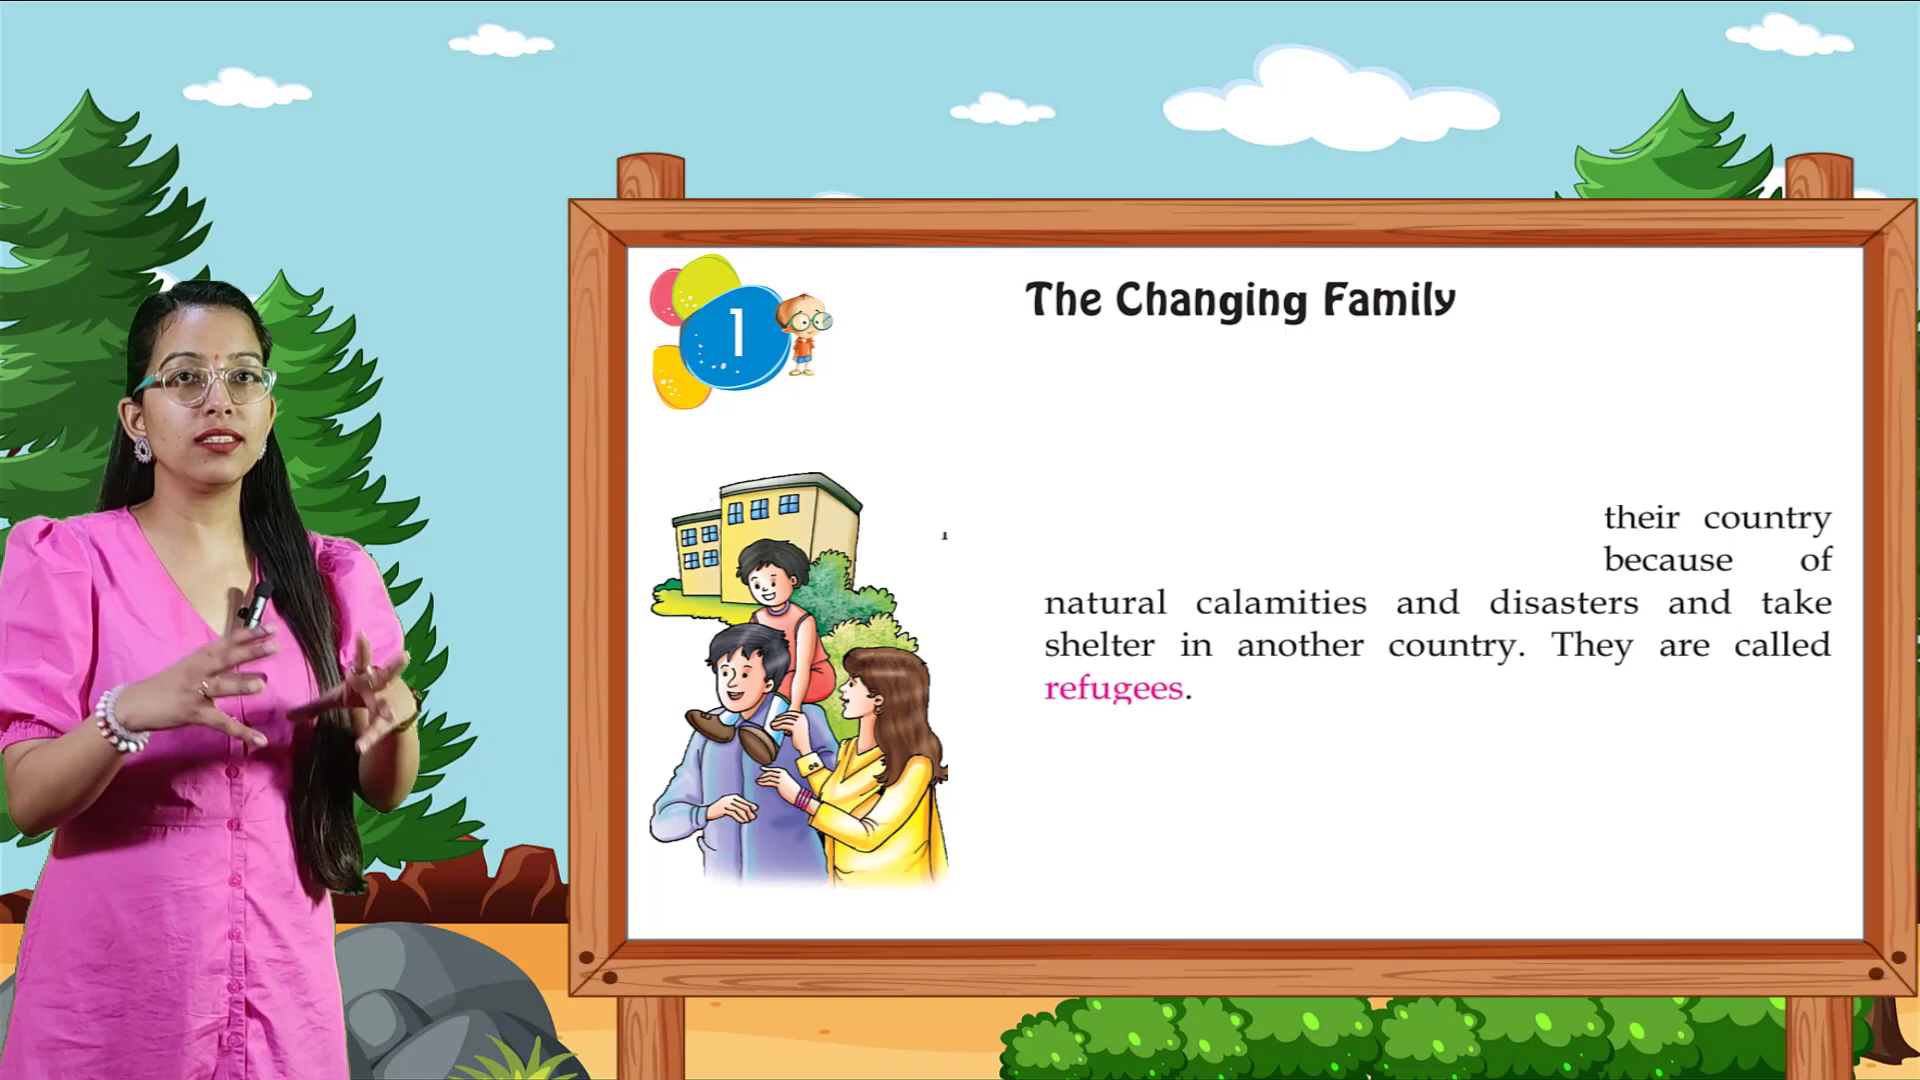 1
The Changing Family
their country
because of
natural calamities and disasters and take
shelter in another country. They are called
refugees.